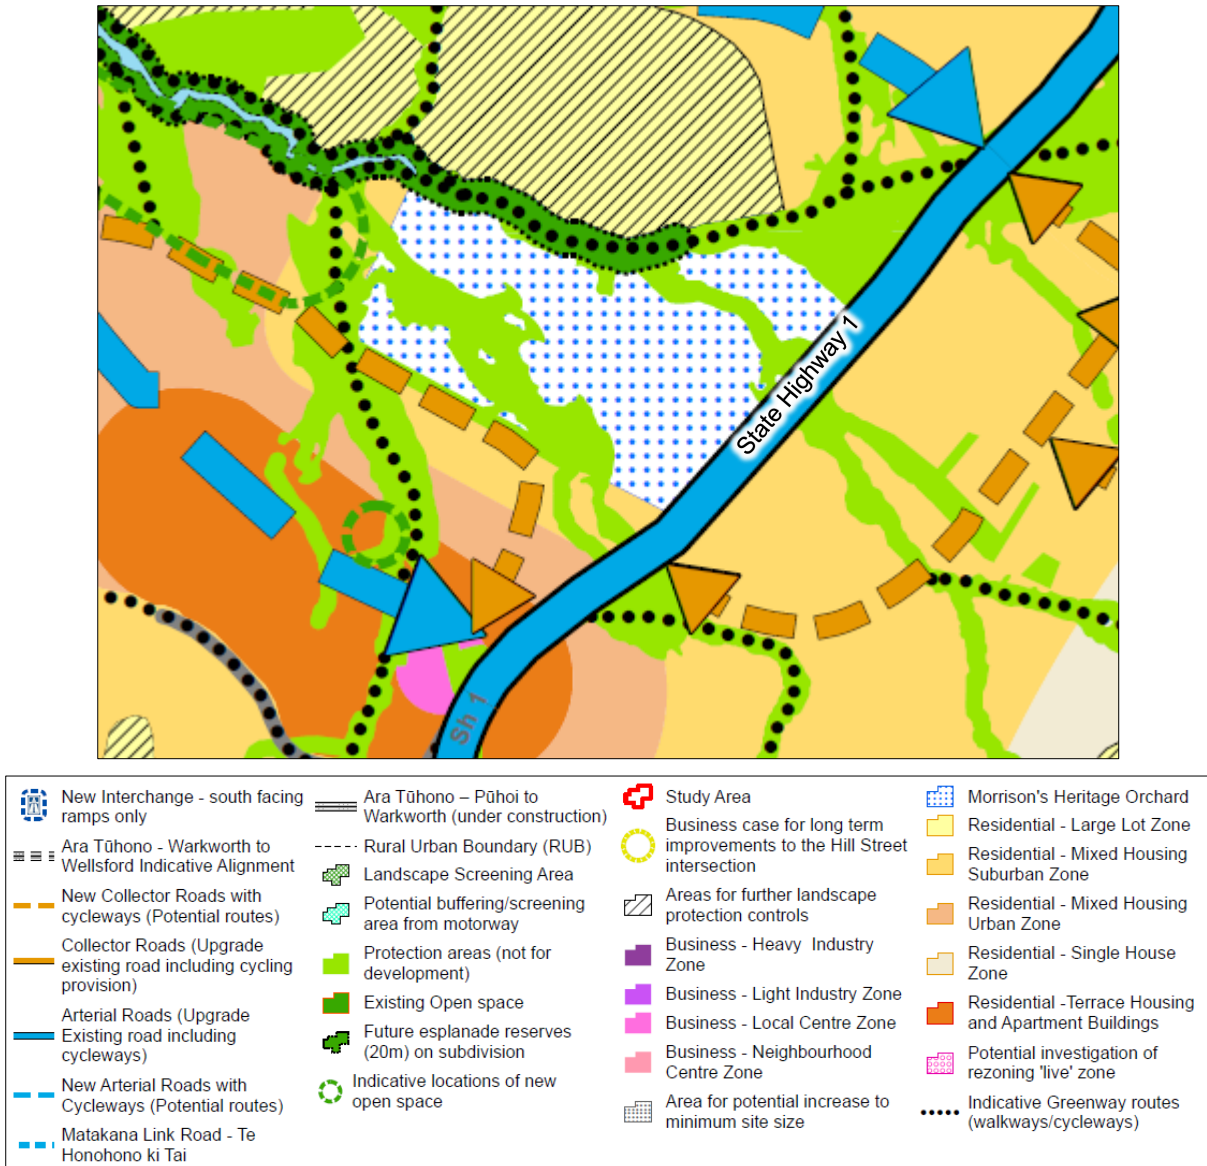 State Highway 1
Sh 1
New Interchange - south facing
ramps only
Ara Tūhono - Warkworth to
Wellsford Indicative Alignment
New Collector Roads with
cycleways (Potential routes)
Collector Roads (Upgrade
existing road including cycling
provision)
Arterial Roads (Upgrade
Existing road including
cycleways)
New Arterial Roads with
Cycleways (Potential routes)
Matakana Link Road - Te
Honohono ki Tai
Ara Tūhono – Pūhoi to
Warkworth (under construction)
Rural Urban Boundary (RUB)
Landscape Screening Area
Potential buffering/screening
area from motorway
Protection areas (not for
development)
Existing Open space
Future esplanade reserves
(20m) on subdivision
Indicative locations of new
open space
Study Area
Business case for long term
improvements to the Hill Street
intersection
Areas for further landscape
protection controls
Business - Heavy Industry
Zone
Business - Light Industry Zone
Business - Local Centre Zone
Business - Neighbourhood
Centre Zone
Area for potential increase to
minimum site size
Morrison's Heritage Orchard
Residential - Large Lot Zone
Residential - Mixed Housing
Suburban Zone
Residential - Mixed Housing
Urban Zone
Residential - Single House
Zone
Residential -Terrace Housing
and Apartment Buildings
Potential investigation of
rezoning 'live' zone
Indicative Greenway routes
(walkways/cycleways)